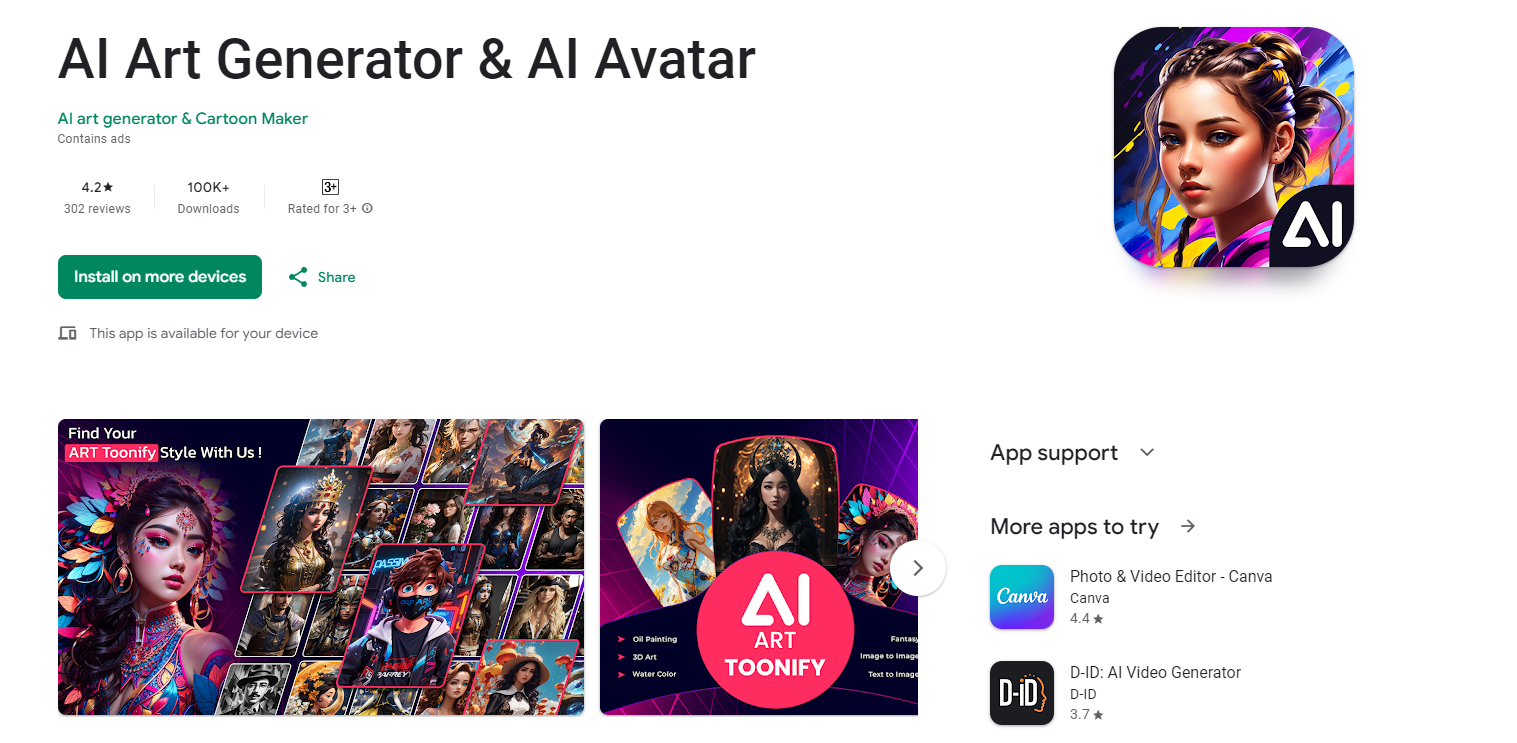 AI Art Generator & AI Avatar
AI art generator & Cartoon Maker
Contains ads
4.2★
302 reviews
100K+
Downloads
3+
Rated for 3+
Install on more devices
Share
This app is available for your device
AI
Find Your
ART Toonify Style With Us !
PASSIVE
AI
ART
TOONIFY
Oil Painting
3D Art
Water Color
Fantasy
Image to Image
Text to Image
App support
More apps to try
Canva
Photo & Video Editor - Canva
Canva
4.4★
D-iD
D-ID: AI Video Generator
D-ID
3.7★